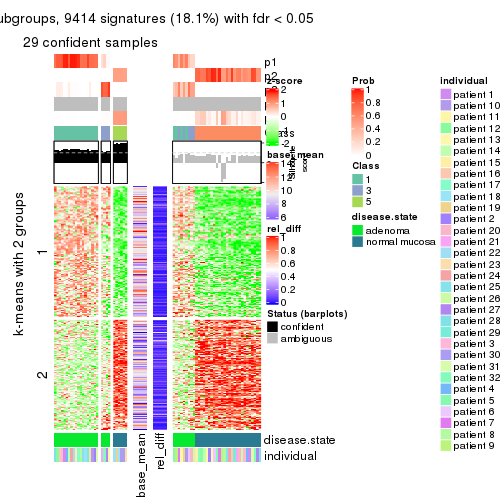 ubgroups, 9414 signatures (18.1%) with fdr < 0.05
29 confident samples
p1
p2
z-score
2
1
0
-1
-2
base_mean
14
12
10
8
6
rel_diff
1
0.8
0.6
0.4
0.2
0
Status (barplots)
confident
ambiguous
Prob
1
0.8
0.6
0.4
0.2
0
Class
1
3
5
disease.state
adenoma
normal mucosa
individual
patient 1
patient 10
patient 11
patient 12
patient 13
patient 14
patient 15
patient 16
patient 17
patient 18
patient 19
patient 2
patient 20
patient 21
patient 22
patient 23
patient 24
patient 25
patient 26
patient 27
patient 28
patient 29
patient 3
patient 30
patient 31
patient 32
patient 4
patient 5
patient 6
patient 7
patient 8
patient 9
k-means with 2 groups
1
2
disease.state
individual
base_mean
rel_diff